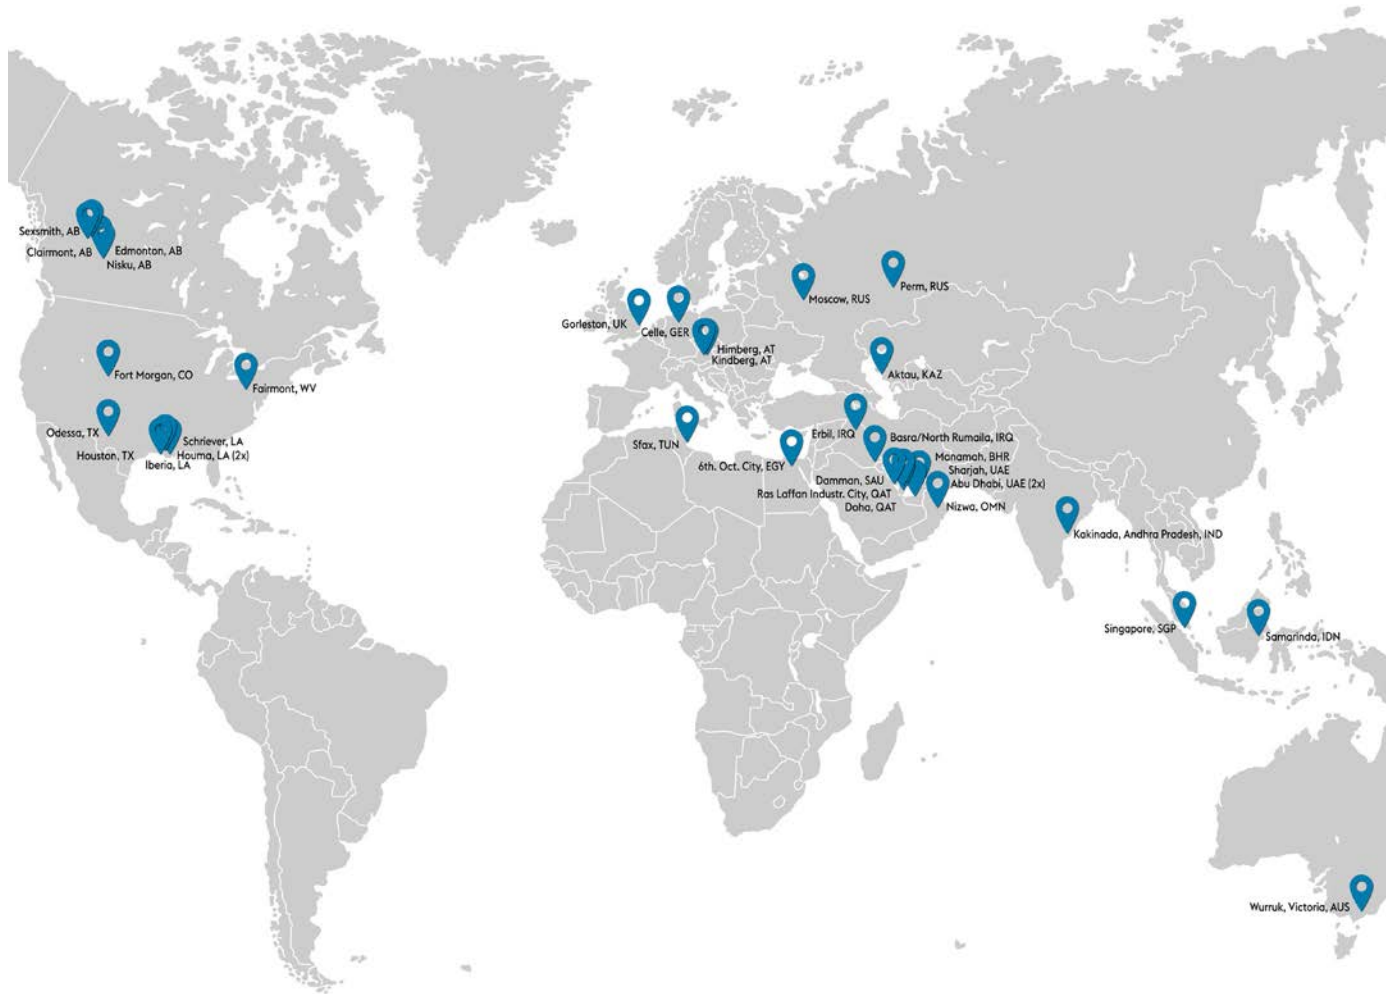 Sexsmith, AB
Clairmont, AB
Edmonton, AB
Nisku, AB
Fort Morgan, CO
Fairmont, WV
Odessa, TX
Houston, TX
Schriever, LA
Houma, LA (2x)
Iberia, LA
Gorleston, UK
Celle, GER
Himberg, AT
Kindberg, AT
Moscow, RUS
Perm, RUS
Aktau, KAZ
Sfax, TUN
6th. Oct. City, EGY
Erbil, IRQ
Basra/North Rumaila, IRQ
Manamah, BHR
Sharjah, UAE
Abu Dhabi, UAE (2x)
Damman, SAU
Ras Laffan Industr. City, QAT
Doha, QAT
Nizwa, OMN
Kakinada, Andhra Pradesh, IND
Singapore, SGP
Samarinda, IDN
Wurruk, Victoria, AUS